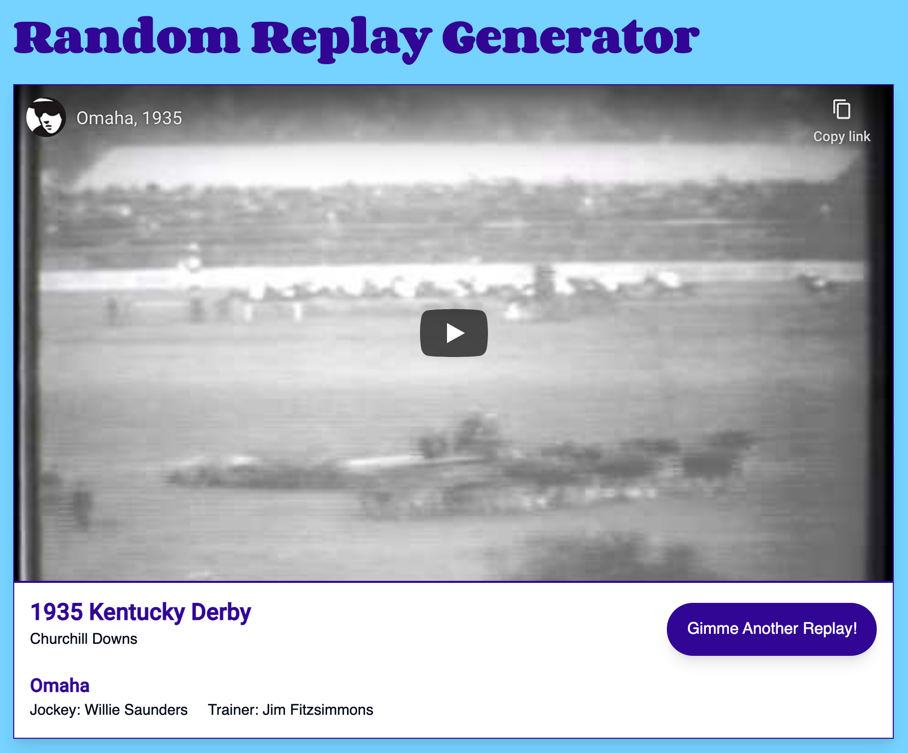 Random Replay Generator
Omaha, 1935
Copy link
1935 Kentucky Derby
Churchill Downs
Gimme Another Replay!
Omaha
Jockey: Willie Saunders Trainer: Jim Fitzsimmons